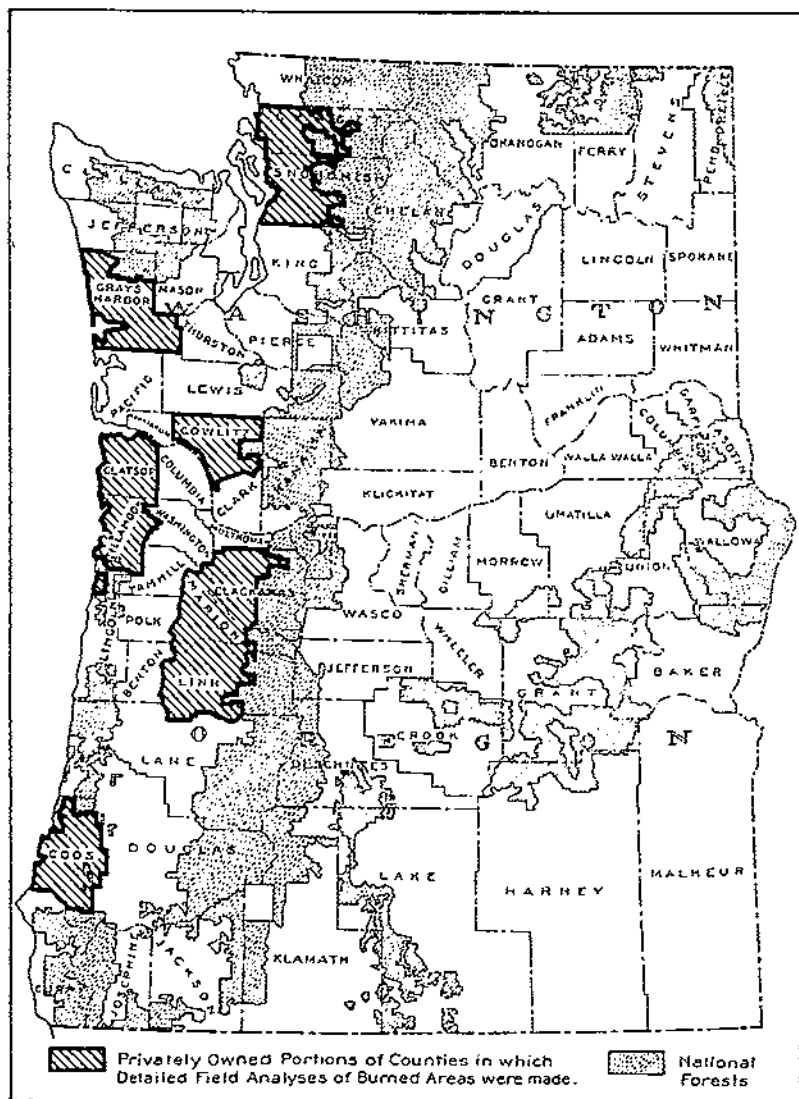 WHATCOM
OKANOGAN
FERRY
STEVENS
PEND OREILLE
SNOHOMISH
CHELAN
JEFFERSON
DOUGLAS
KING
LINCOLN
SPOKANE
GRAYS
HARBOR
MASON
GRANT
W A S H I N G T O N
THURSTON
PIERCE
KITTITAS
ADAMS
WHITMAN
LEWIS
PACIFIC
FRANKLIN
GARFIELD
COLUMBIA
ASOTIN
YAKIMA
COWLITZ
BENTON
WALLA WALLA
CLATSOP
COLUMBIA
CLARK
SKAMANIA
KLICKITAT
UMATILLA
TILLAMOOK
WASHINGTON
MULTNOMAH
SHERMAN
GILLIAM
MORROW
UNION
WALLOWA
YAMHILL
CLACKAMAS
MARION
WASCO
POLK
LINCOLN
WHEELER
BENTON
LINN
JEFFERSON
GRANT
BAKER
O R E G O N
CROOK
LANE
DESCHUTES
COOS
DOUGLAS
LAKE
HARNEY
MALHEUR
CURRY
JOSEPHINE
JACKSON
KLAMATH
Privately Owned Portions of Counties in which
Detailed Field Analyses of Burned Areas were made.
National
Forests